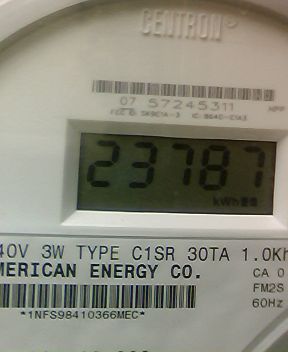 CENTRON
07 57245311
23787
kWh
40V 3W TYPE C1SR 30TA 1.0Kh
MERICAN ENERGY CO.
CA 0
FM2S
60Hz
*1NFS98410366MEC*